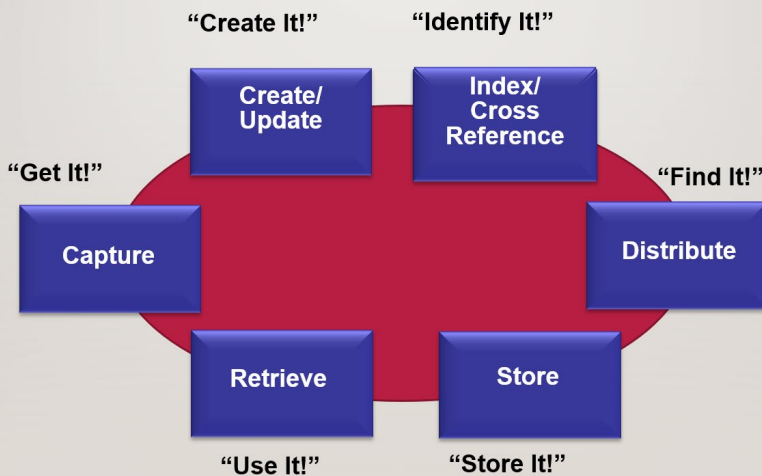 “Create It!”
“Identify It!”
Create/
Update
Index/
Cross
Reference
“Get It!”
“Find It!”
Capture
Distribute
Retrieve
Store
“Use It!”
“Store It!”